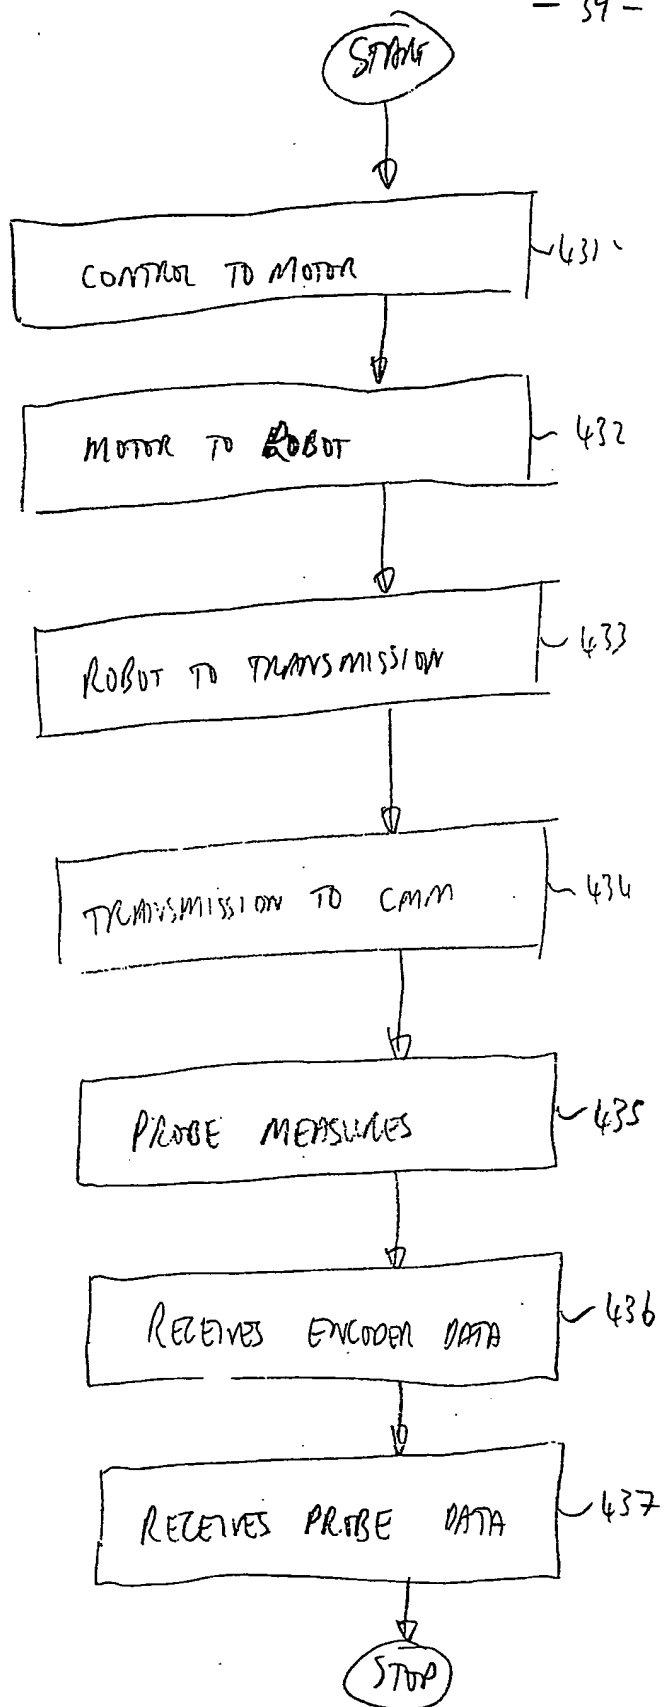 - 39 -
START
CONTROL TO MOTOR
431
MOTOR TO ROBOT
432
ROBOT TO TRANSMISSION
433
TRANSMISSION TO CMM
434
PROBE MEASURES
435
RECEIVES ENCODER DATA
436
RECEIVES PROBE DATA
437
STOP